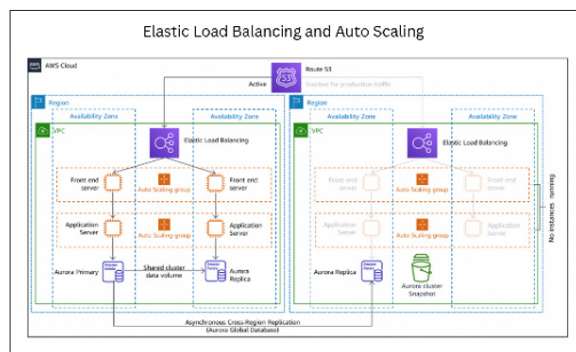 Elastic Load Balancing and Auto Scaling
AWS Cloud
Route 53
53
Active
Inactive for production traffic
Region
Availability Zone
Availability Zone
VPC
Elastic Load Balancing
Front end
server
Auto Scaling group
Front end
server
Application
Server
Auto Scaling group
Application
Server
Aurora Primary
Shared cluster
data volume
Aurora
Replica
Region
Availability Zone
Availability Zone
VPC
Elastic Load Balancing
Front end
server
Auto Scaling group
Front end
server
Application
Server
Auto Scaling group
Application
Server
No instances running
Aurora Replica
Aurora cluster
Snapshot
Asynchronous Cross-Region Replication
(Aurora Global Database)